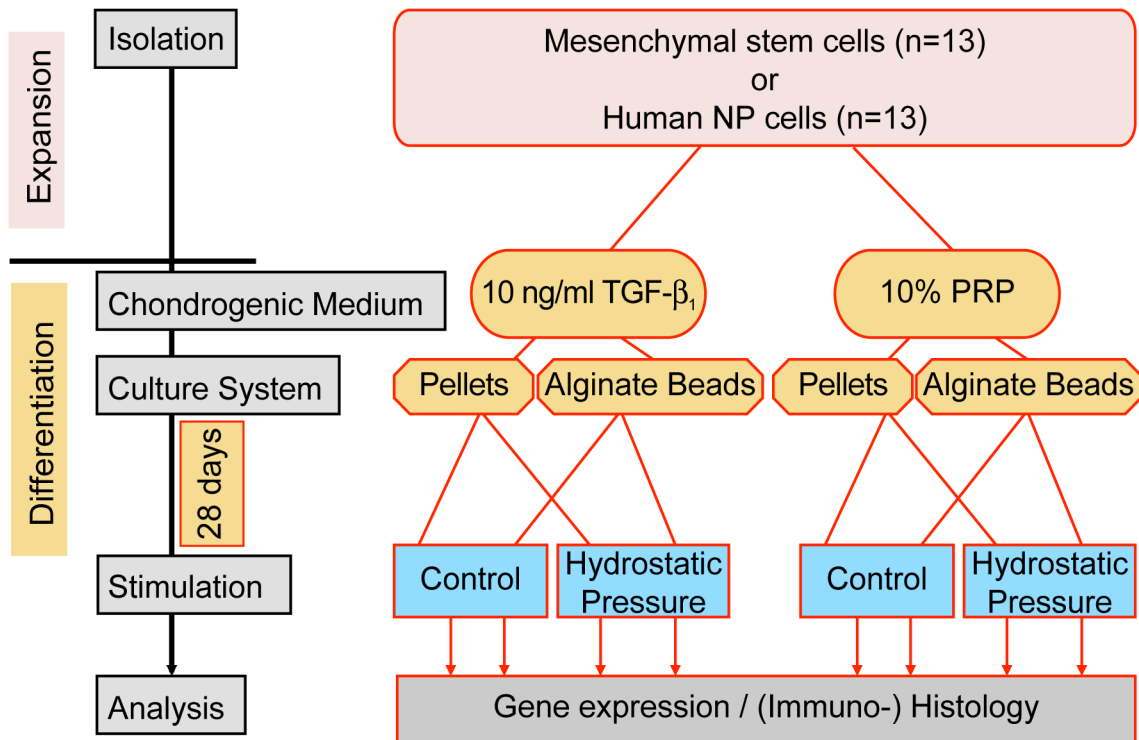 Expansion
Isolation
Mesenchymal stem cells (n=13)
or
Human NP cells (n=13)
Differentiation
Chondrogenic Medium
10 ng/ml TGF-β₁
10% PRP
Culture System
Pellets
Alginate Beads
Pellets
Alginate Beads
28 days
Stimulation
Control
Hydrostatic
Pressure
Control
Hydrostatic
Pressure
Analysis
Gene expression / (Immuno-) Histology